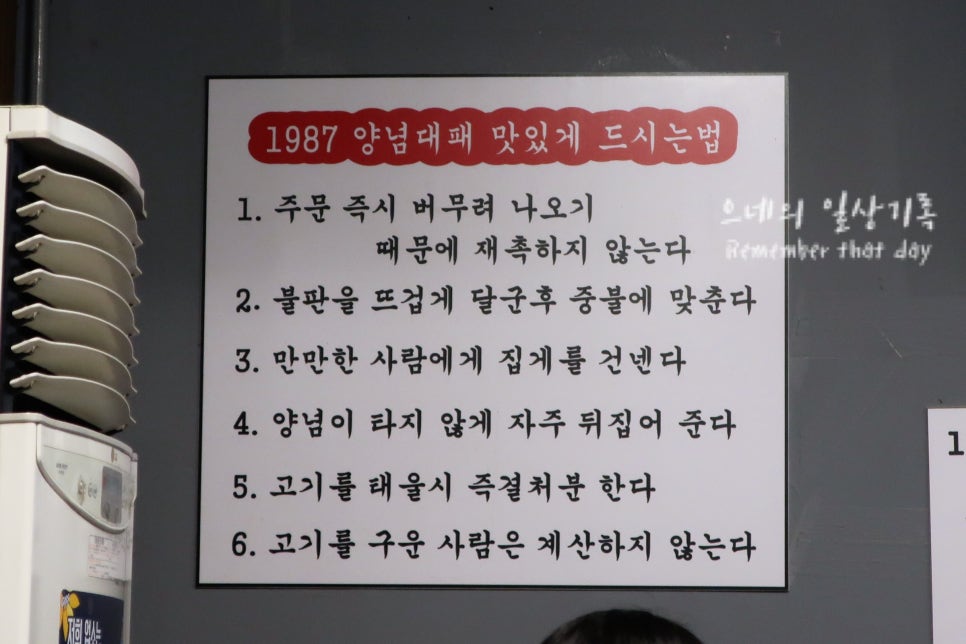 1987 양념대패 맛있게 드시는법
1. 주문 즉시 버무려 나오기
때문에 재촉하지 않는다
2. 불판을 뜨겁게 달군후 중불에 맞춘다
3. 만만한 사람에게 집게를 건넨다
4. 양념이 타지 않게 자주 뒤집어 준다
5. 고기를 태울시 즉결처분 한다
6. 고기를 구운 사람은 계산하지 않는다
으네의 일상기록
Remember that day
저희 업소는
1